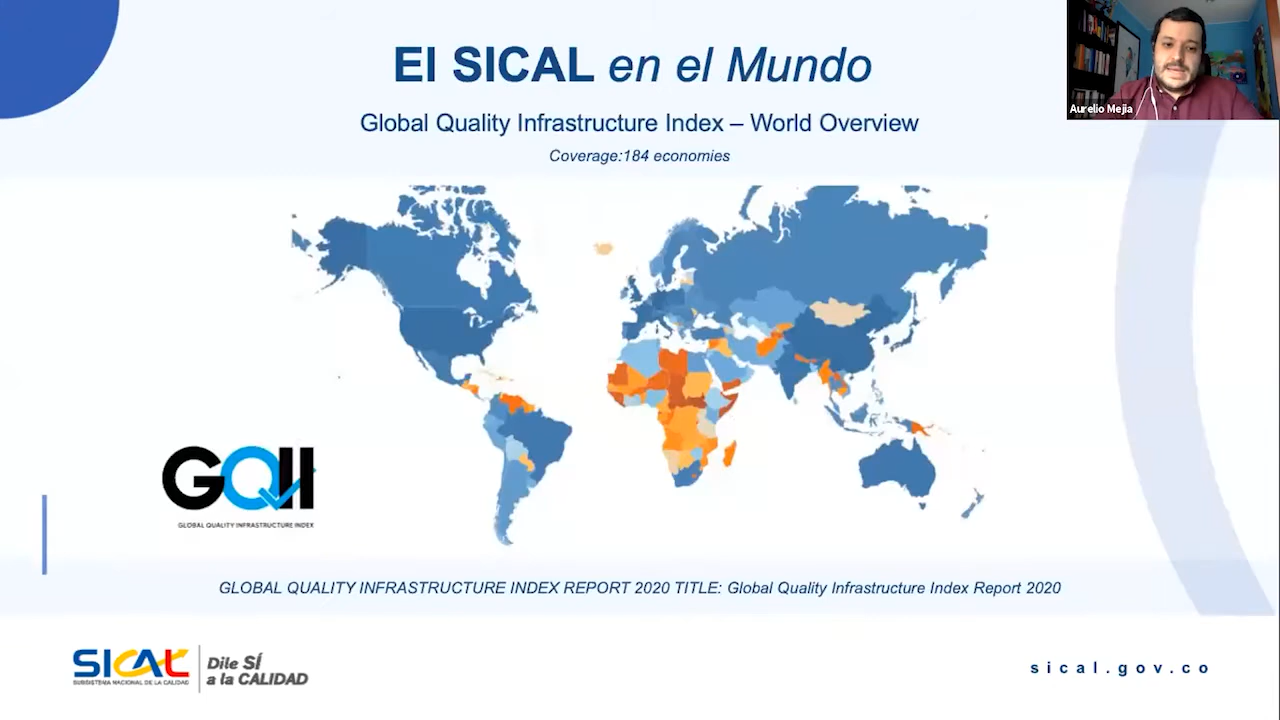 El SICAL en el Mundo
Global Quality Infrastructure Index – World Overview
Coverage:184 economies
Aurelio Mejia
GQII
GLOBAL QUALITY INFRASTRUCTURE INDEX
GLOBAL QUALITY INFRASTRUCTURE INDEX REPORT 2020 TITLE: Global Quality Infrastructure Index Report 2020
SICAL
SUBSISTEMA NACIONAL DE LA CALIDAD
Dile SÍ
a la CALIDAD
sical.gov.co